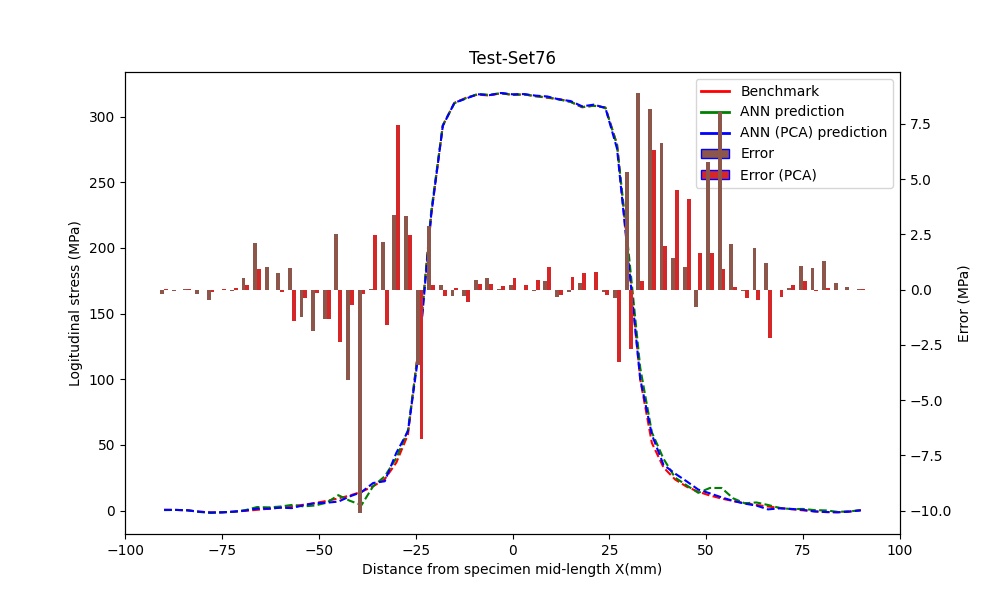 Test-Set76
Benchmark
ANN prediction
ANN (PCA) prediction
Error
Error (PCA)
300
250
200
150
100
50
0
Logitudinal stress (MPa)
7.5
5.0
2.5
0.0
−2.5
−5.0
−7.5
−10.0
Error (MPa)
−100 −75 −50 −25 0 25 50 75 100
Distance from specimen mid-length X(mm)